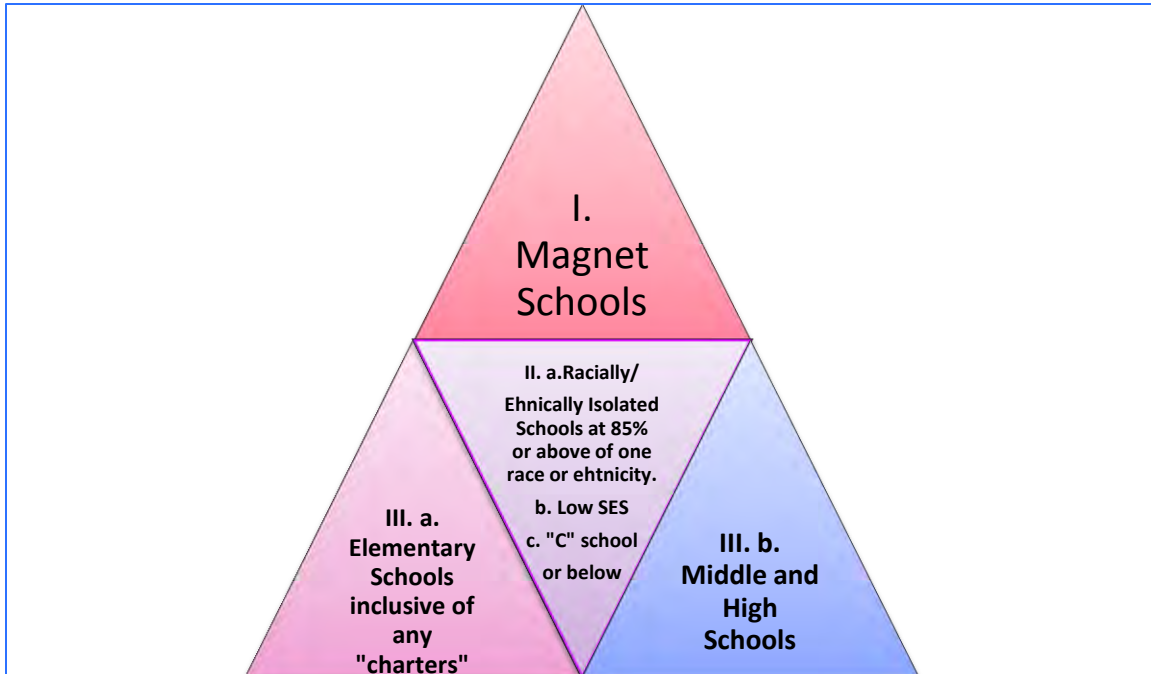 I.
Magnet
Schools
II. a.Racially/
Ehnically Isolated
Schools at 85%
or above of one
race or ehtnicity.
b. Low SES
c. "C" school
or below
III. a.
Elementary
Schools
inclusive of
any
"charters"
III. b.
Middle and
High
Schools